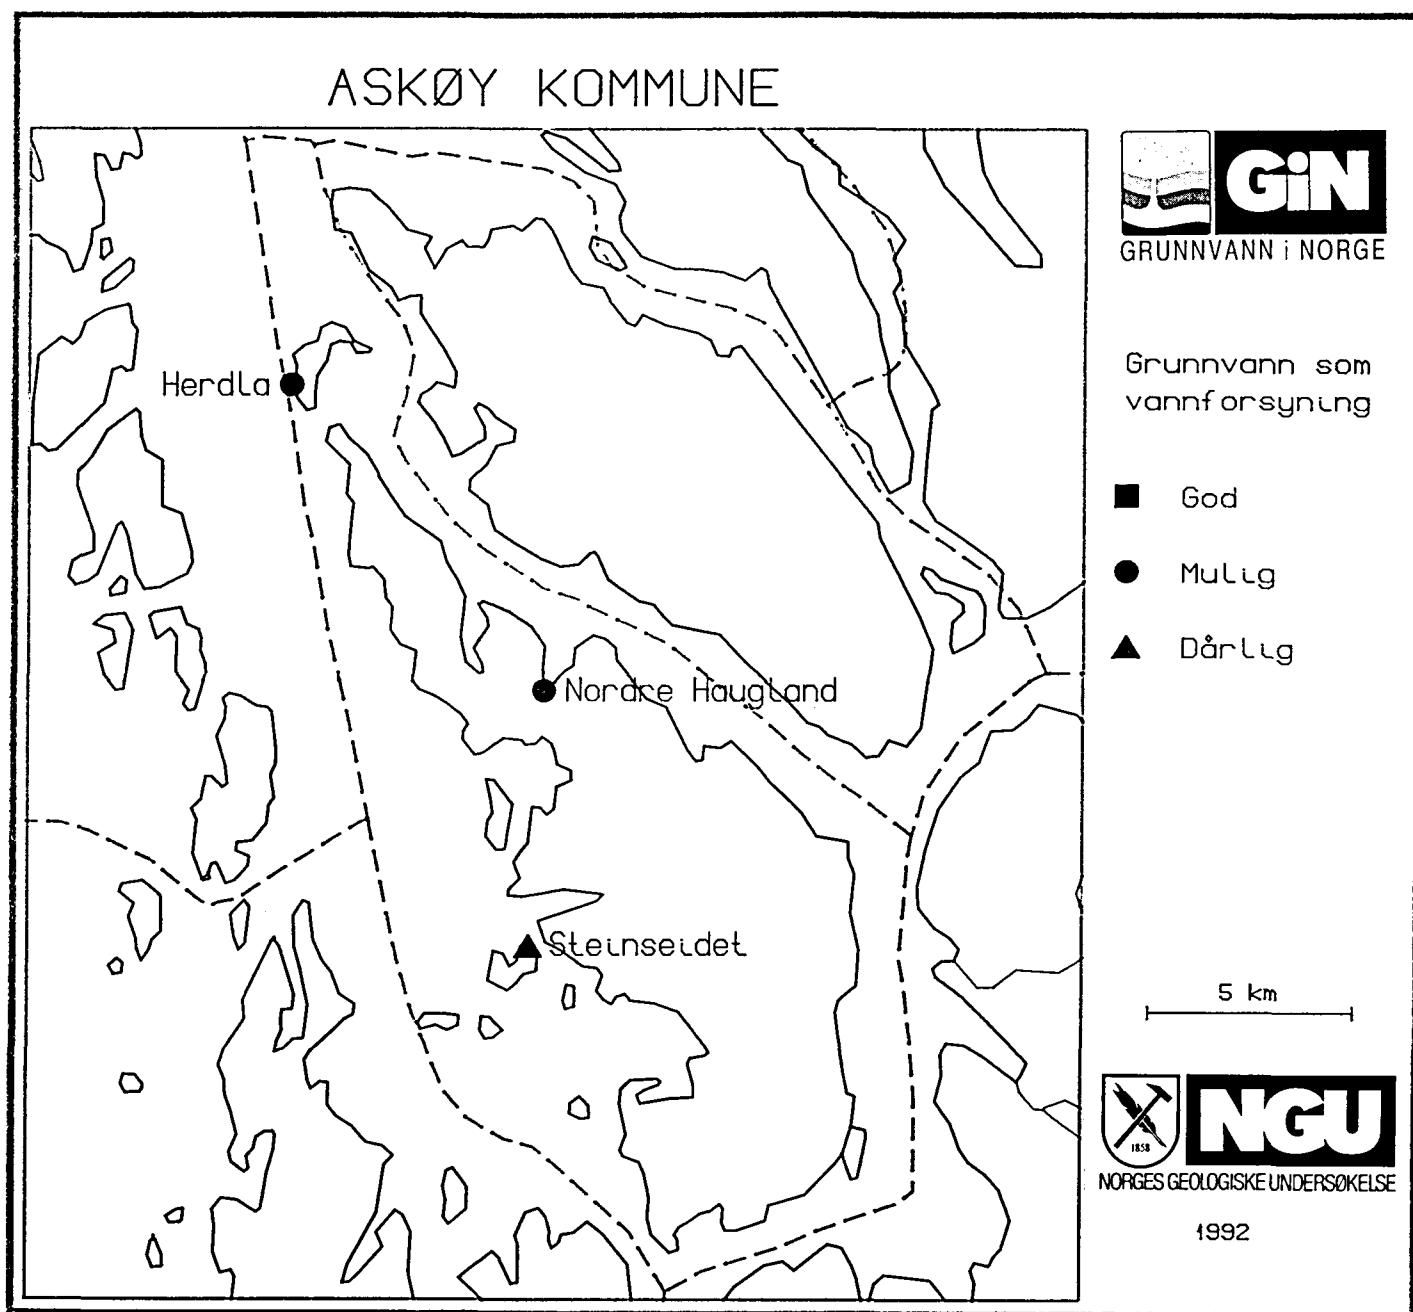 ASKØY KOMMUNE
GiN
GRUNNVANN i NORGE
Grunnvann som
vannforsyning
God
Mulig
Dårlig
Herdla
Nordre Haugland
Steinseidet
5 km
1858
NGU
NORGES GEOLOGISKE UNDERSØKELSE
1992